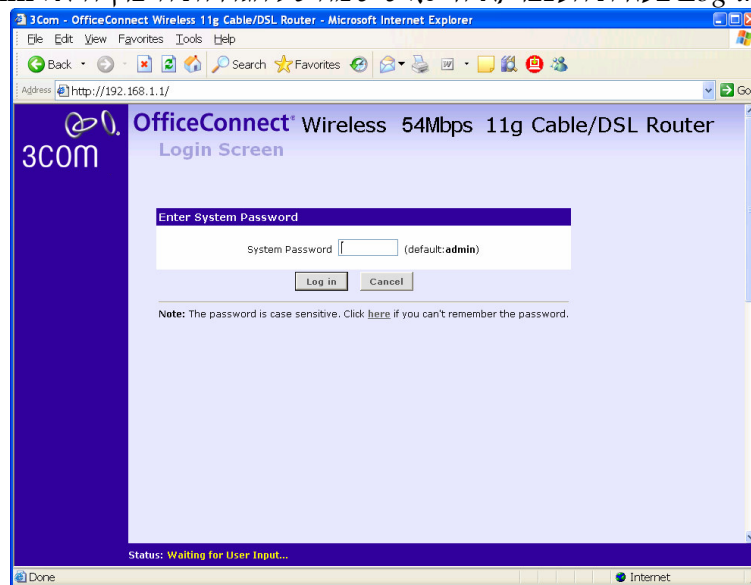 3Com - OfficeConnect Wireless 11g Cable/DSL Router - Microsoft Internet Explorer
File Edit View Favorites Tools Help
Back Search Favorites
Address http://192.168.1.1/ Go
3COM
OfficeConnect® Wireless 54Mbps 11g Cable/DSL Router
Login Screen
Enter System Password
System Password (default:admin)
Log in Cancel
Note: The password is case sensitive. Click here if you can't remember the password.
Status: Waiting for User Input...
Done Internet